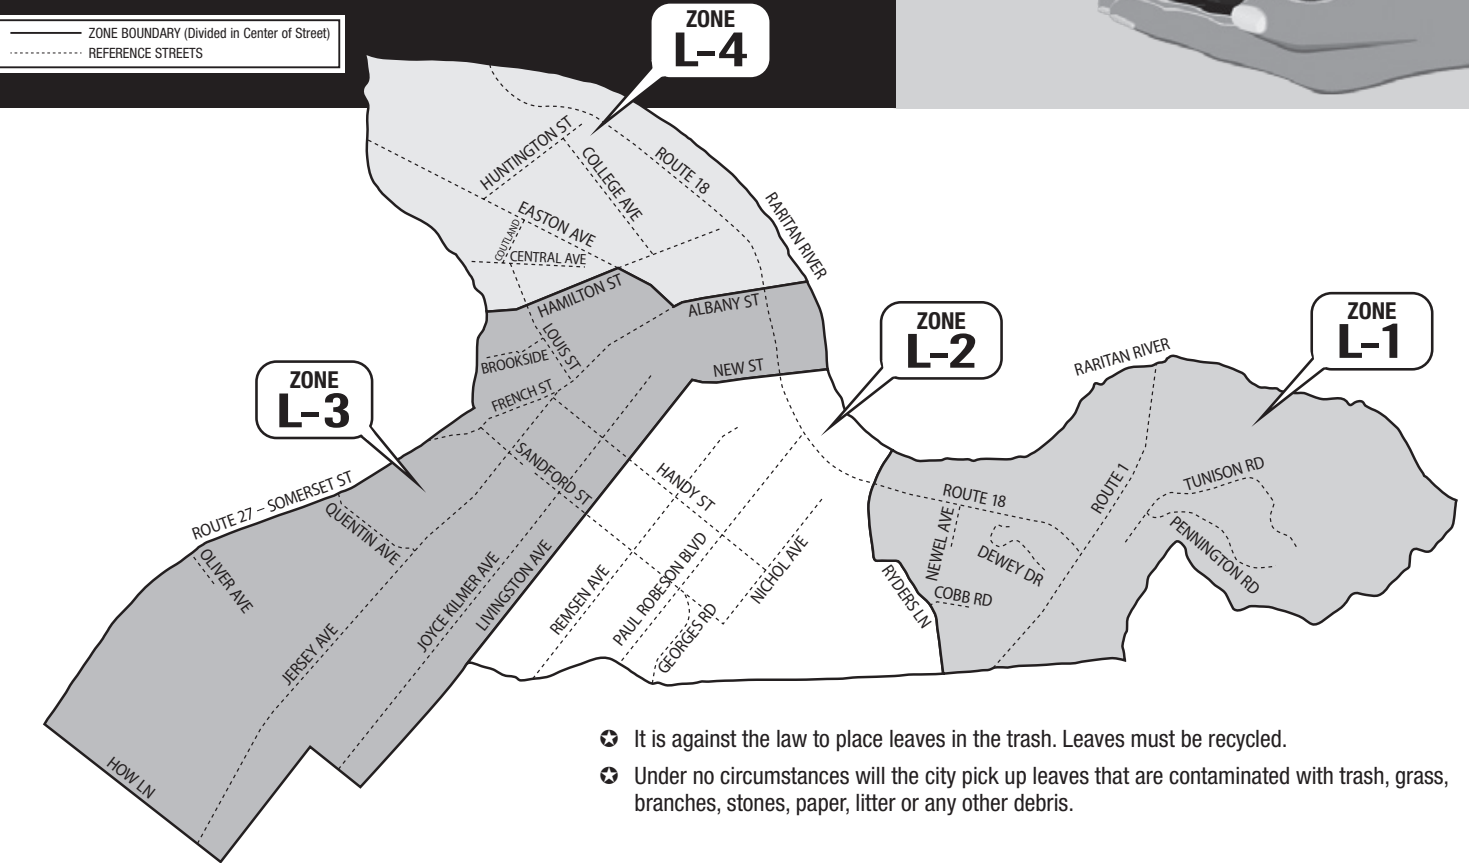 ZONE BOUNDARY (Divided in Center of Street)
REFERENCE STREETS
ZONE
L-4
HUNTINGTON ST
COLLEGE AVE
ROUTE 18
RARITAN RIVER
EASTON AVE
COUTLAND
CENTRAL AVE
HAMILTON ST
ALBANY ST
LOUIS ST
BROOKSIDE
NEW ST
FRENCH ST
ZONE
L-2
ZONE
L-1
RARITAN RIVER
ZONE
L-3
SANDFORD ST
HANDY ST
ROUTE 27 – SOMERSET ST
QUENTIN AVE
OLIVER AVE
JERSEY AVE
JOYCE KILMER AVE
LIVINGSTON AVE
REMSEN AVE
PAUL ROBESON BLVD
GEORGES RD
NICHOL AVE
RYDERS LN
ROUTE 18
NEWEL AVE
DEWEY DR
COBB RD
ROUTE 1
TUNISON RD
PENNINGTON RD
HOW LN
✪ It is against the law to place leaves in the trash. Leaves must be recycled.
✪ Under no circumstances will the city pick up leaves that are contaminated with trash, grass,
branches, stones, paper, litter or any other debris.